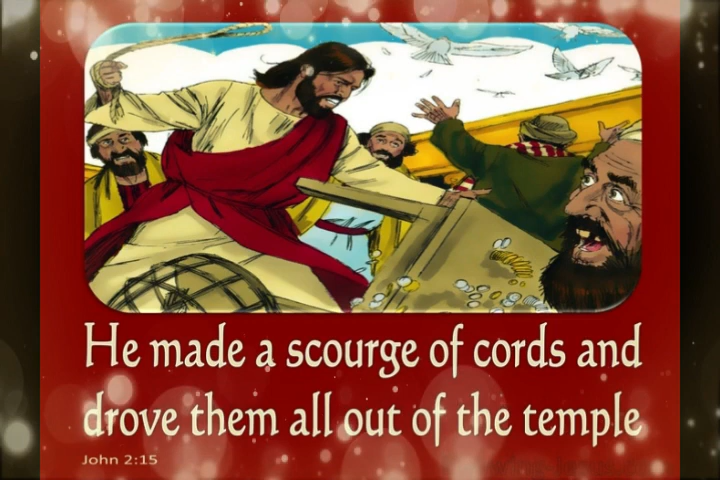 He made a scourge of cords and
drove them all out of the temple
John 2:15